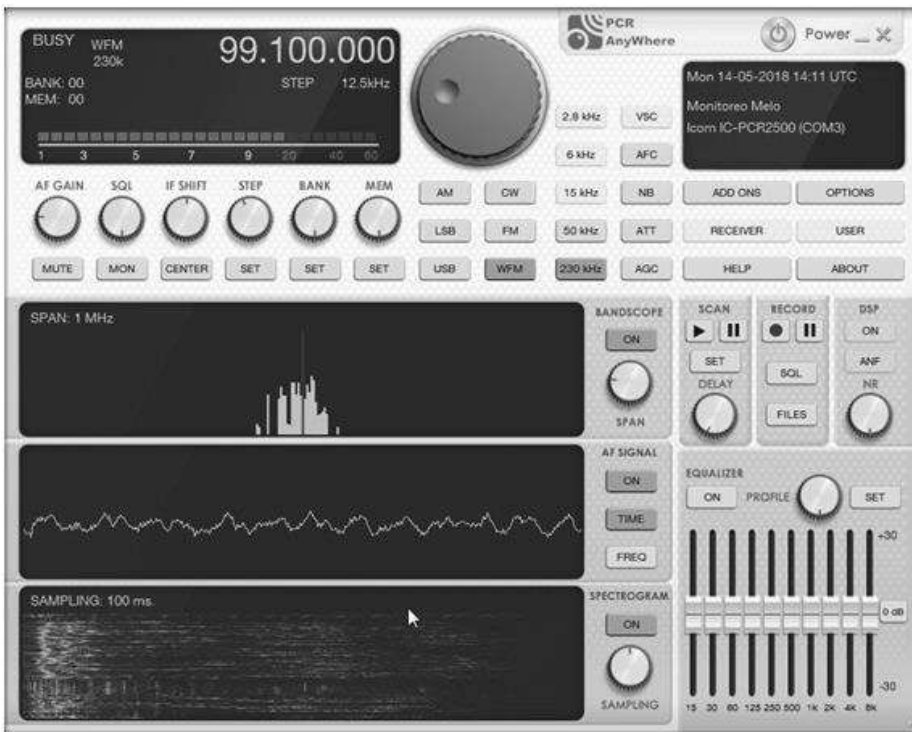 BUSY
WFM
230k
99.100.000
BANK: 00
MEM: 00
STEP 12.5kHz
1 3 5 7 9 20 40 60
PCR
AnyWhere
Power
Mon 14-05-2018 14:11 UTC
Monitoreo Melo
Icom IC-PCR2500 (COM3)
2.8 kHz VSC
6 kHz AFC
AF GAIN SQL IF SHIFT STEP BANK MEM
AM CW 15 kHz NB ADD ONS OPTIONS
LSB FM 50 kHz ATT RECEIVER USER
MUTE MON CENTER SET SET SET USB WFM 230 kHz AGC HELP ABOUT
SPAN: 1 MHz
BANDSCOPE
ON
SPAN
SCAN
SET
DELAY
RECORD
SQL
FILES
DSP
ON
ANF
NR
AF SIGNAL
ON
TIME
FREQ
EQUALIZER
ON PROFILE SET
+30
0 dB
-30
15 30 60 125 250 500 1K 2K 4K 8K
SAMPLING: 100 ms.
SPECTROGRAM
ON
SAMPLING